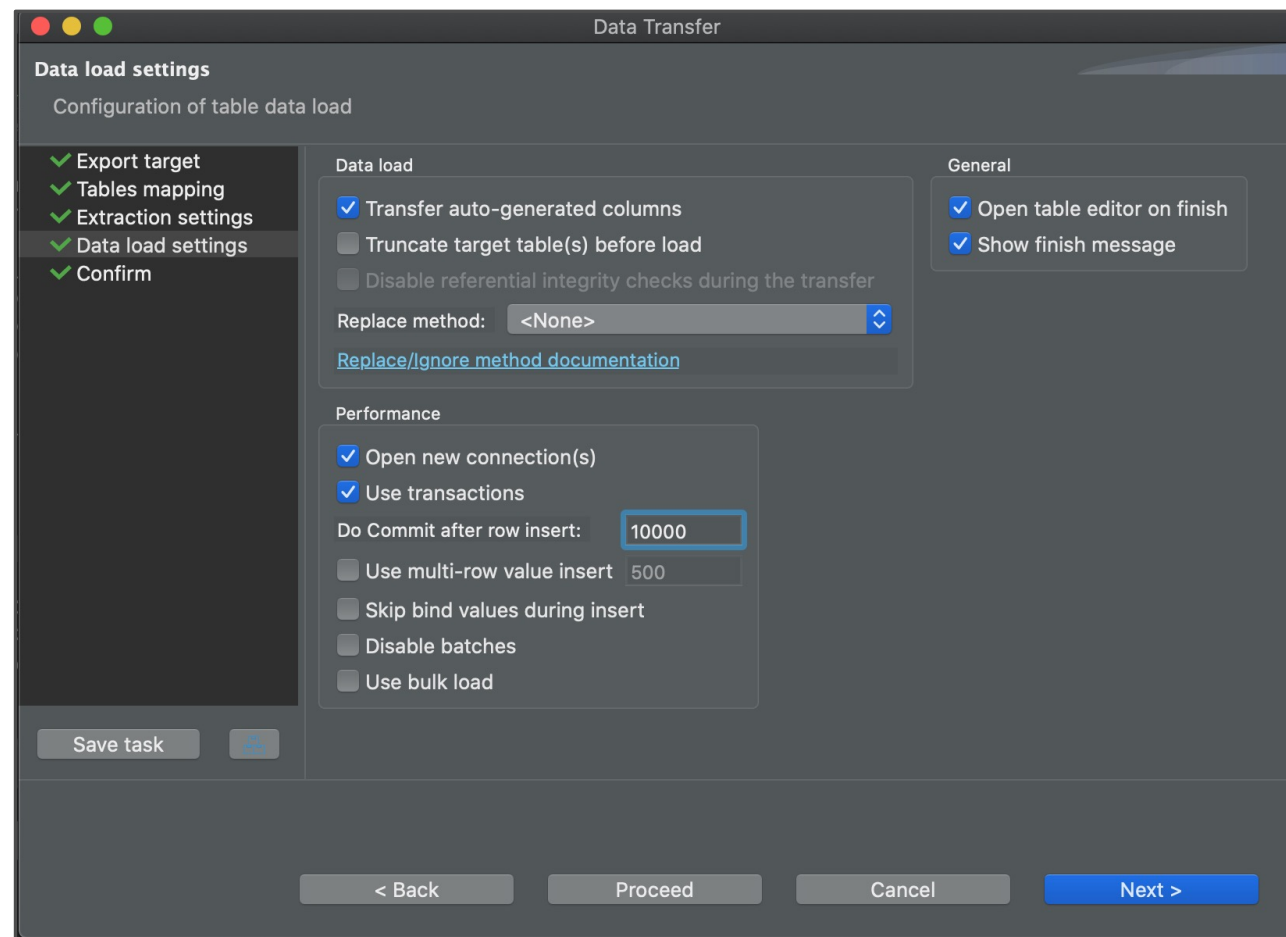 Data Transfer
Data load settings
Configuration of table data load
Export target
Tables mapping
Extraction settings
Data load settings
Confirm
Data load
Transfer auto-generated columns
Truncate target table(s) before load
Disable referential integrity checks during the transfer
Replace method: <None>
Replace/Ignore method documentation
General
Open table editor on finish
Show finish message
Performance
Open new connection(s)
Use transactions
Do Commit after row insert: 10000
Use multi-row value insert 500
Skip bind values during insert
Disable batches
Use bulk load
Save task
< Back
Proceed
Cancel
Next >